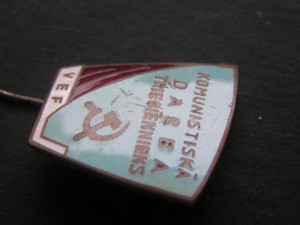 KOMUNISTISKĀ
DARBA
TRIECIENNIEKS
VEF